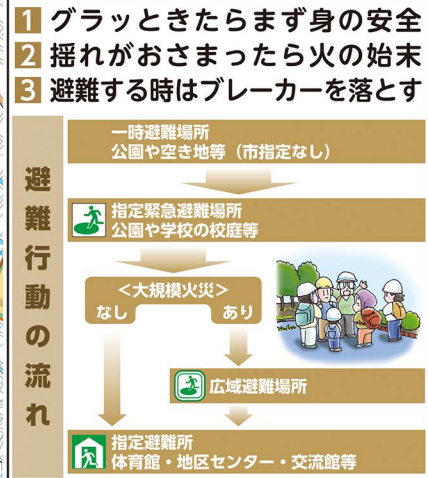 1 グラッときたらまず身の安全
2 揺れがおさまったら火の始末
3 避難する時はブレーカーを落とす
避難行動の流れ
一時避難場所
公園や空き地等（市指定なし）
指定緊急避難場所
公園や学校の校庭等
＜大規模火災＞
なし あり
広域避難場所
指定避難所
体育館・地区センター・交流館等